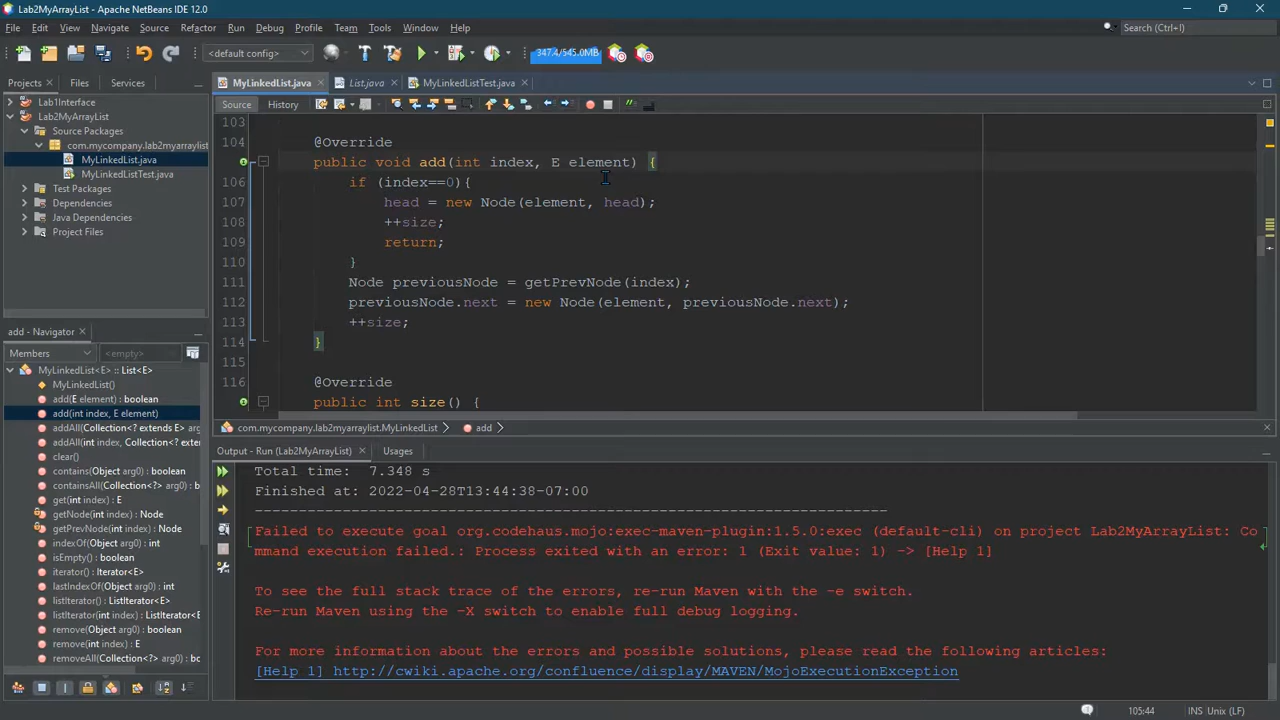 Lab2MyArrayList - Apache NetBeans IDE 12.0
File Edit View Navigate Source Refactor Run Debug Profile Team Tools Window Help
Search (Ctrl+I)
<default config>
347.4/545.0MB
Projects Files Services
MyLinkedList.java List.java MyLinkedListTest.java
Lab1Interface
Lab2MyArrayList
Source Packages
com.mycompany.lab2myarraylist
MyLinkedList.java
MyLinkedListTest.java
Test Packages
Dependencies
Java Dependencies
Project Files
Source History
103
104 @Override
public void add(int index, E element) {
106 if (index==0){
107 head = new Node(element, head);
108 ++size;
109 return;
110 }
111 Node previousNode = getPrevNode(index);
112 previousNode.next = new Node(element, previousNode.next);
113 ++size;
114 }
115
116 @Override
public int size() {
com.mycompany.lab2myarraylist.MyLinkedList add
add - Navigator
Members <empty>
MyLinkedList<E> :: List<E>
MyLinkedList()
add(E element) : boolean
add(int index, E element)
addAll(Collection<? extends E> arg
addAll(int index, Collection<? exten
clear()
contains(Object arg0) : boolean
containsAll(Collection<?> arg0) : b
get(int index) : E
getNode(int index) : Node
getPrevNode(int index) : Node
indexOf(Object arg0) : int
isEmpty() : boolean
iterator() : Iterator<E>
lastIndexOf(Object arg0) : int
listIterator() : ListIterator<E>
listIterator(int index) : ListIterator<E
remove(Object arg0) : boolean
remove(int index) : E
removeAll(Collection<?> arg0) : bo
Output - Run (Lab2MyArrayList) Usages
Total time: 7.348 s
Finished at: 2022-04-28T13:44:38-07:00
------------------------------------------------------------------------
Failed to execute goal org.codehaus.mojo:exec-maven-plugin:1.5.0:exec (default-cli) on project Lab2MyArrayList: Co
mmand execution failed.: Process exited with an error: 1 (Exit value: 1) -> [Help 1]
To see the full stack trace of the errors, re-run Maven with the -e switch.
Re-run Maven using the -X switch to enable full debug logging.
For more information about the errors and possible solutions, please read the following articles:
[Help 1] http://cwiki.apache.org/confluence/display/MAVEN/MojoExecutionException
105:44 INS Unix (LF)